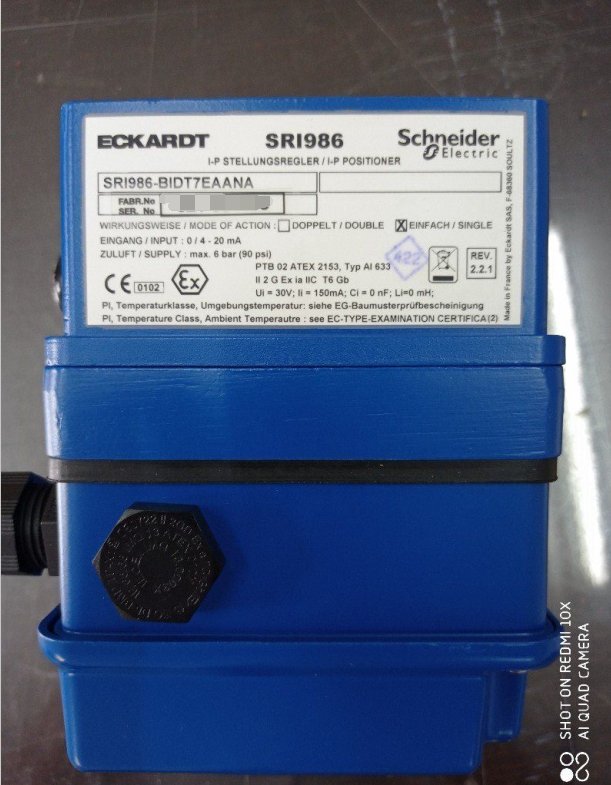 ECKARDT SRI986 Schneider Electric
I-P STELLUNGSREGLER / I-P POSITIONER
SRI986-BIDT7EAANA
FABR.No
SER. No
WIRKUNGSWEISE / MODE OF ACTION : DOPPELT / DOUBLE X EINFACH / SINGLE
EINGANG / INPUT : 0 / 4 - 20 mA
ZULUFT / SUPPLY : max. 6 bar (90 psi)
422
REV.
2.2.1
CE 0102 Ex
PTB 02 ATEX 2153, Typ AI 633
II 2 G Ex ia IIC T6 Gb
Ui = 30V; Ii = 150mA; Ci = 0 nF; Li=0 mH;
PI, Temperaturklasse, Umgebungstemperatur: siehe EG-Baumusterprüfbescheinigung
PI, Temperature Class, Ambient Temperautre : see EC-TYPE-EXAMINATION CERTIFICA(2)
Made in France by Eckardt SAS, F-68360 SOULTZ
SHOT ON REDMI 10X
AI QUAD CAMERA